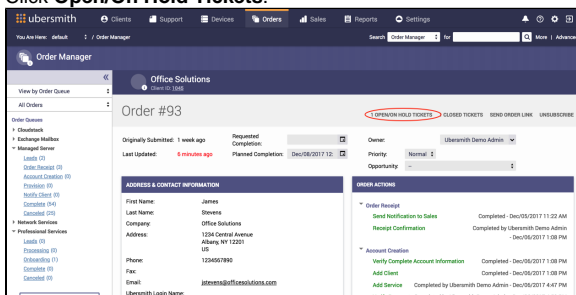 Click Open/On Hold Tickets.
ubersmith Clients Support Devices Orders Sales Reports Settings
You Are Here: default / Order Manager Search Order Manager for More | Advance
Order Manager
Office Solutions
Client ID: 1045
View by Order Queue
All Orders
Order #93
1 OPEN/ON HOLD TICKETS CLOSED TICKETS SEND ORDER LINK UNSUBSCRIBE
Order Queues
Cloudstack
Exchange Mailbox
Managed Server
Leads (2)
Order Receipt (3)
Account Creation (0)
Provision (0)
Notify Client (0)
Complete (54)
Canceled (35)
Network Services
Professional Services
Leads (0)
Processing (0)
Onboarding (1)
Complete (0)
Canceled (0)
Originally Submitted: 1 week ago Requested Completion: Owner: Ubersmith Demo Admin
Last Updated: 6 minutes ago Planned Completion: Dec/08/2017 12: Priority: Normal
Opportunity: --
ADDRESS & CONTACT INFORMATION
First Name: James
Last Name: Stevens
Company: Office Solutions
Address: 1234 Central Avenue
Albany, NY 12201
US
Phone: 1234567890
Fax:
Email: jstevens@officesolutions.com
Ubersmith Login Name:
ORDER ACTIONS
Order Receipt
Send Notification to Sales Completed - Dec/05/2017 11:22 AM
Receipt Confirmation Completed by Ubersmith Demo Admin
- Dec/06/2017 1:08 PM
Account Creation
Verify Complete Account Information Completed - Dec/06/2017 1:08 PM
Add Client Completed - Dec/06/2017 1:08 PM
Add Service Completed by Ubersmith Demo Admin - Dec/06/2017 4:47 PM